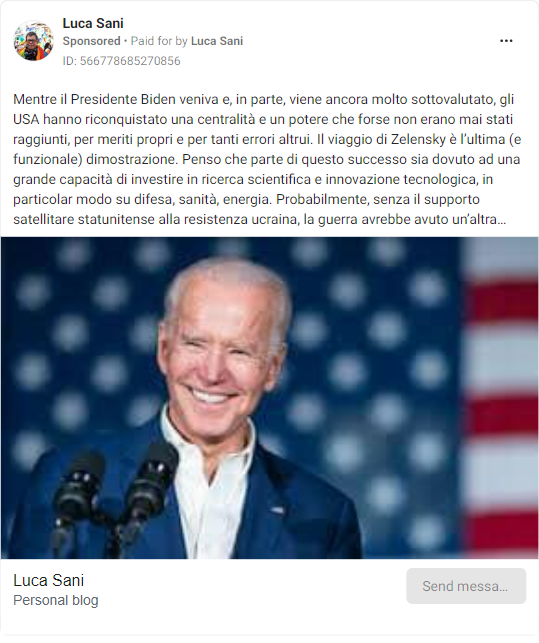 Luca Sani
Sponsored • Paid for by Luca Sani
ID: 566778685270856
Mentre il Presidente Biden veniva e, in parte, viene ancora molto sottovalutato, gli
USA hanno riconquistato una centralità e un potere che forse non erano mai stati
raggiunti, per meriti propri e per tanti errori altrui. Il viaggio di Zelensky è l’ultima (e
funzionale) dimostrazione. Penso che parte di questo successo sia dovuto ad una
grande capacità di investire in ricerca scientifica e innovazione tecnologica, in
particolar modo su difesa, sanità, energia. Probabilmente, senza il supporto
satellitare statunitense alla resistenza ucraina, la guerra avrebbe avuto un’altra...
Luca Sani
Personal blog
Send messa...